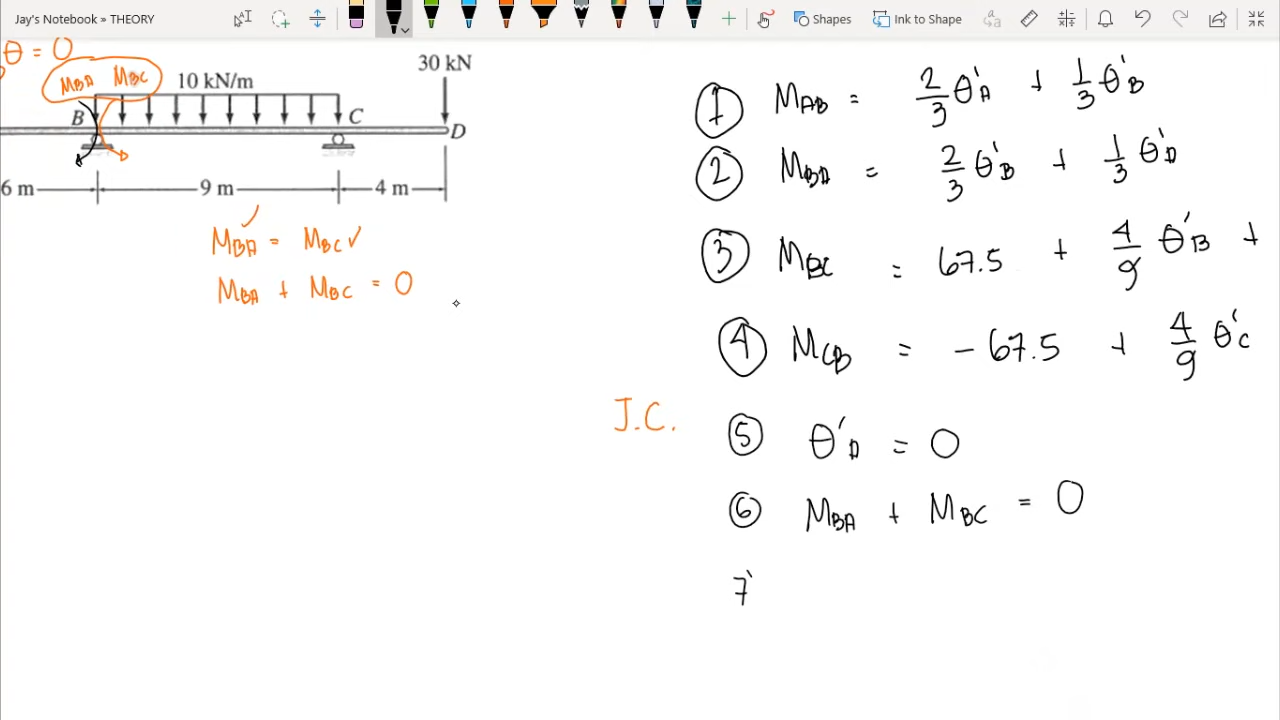 Jay's Notebook » THEORY
Shapes
Ink to Shape
θ = 0
MBA MBC
10 kN/m
30 kN
B
C
D
6 m
9 m
4 m
MBA = MBC
MBA + MBC = 0
① MAB = 2/3 θ'A + 1/3 θ'B
② MBA = 2/3 θ'B + 1/3 θ'A
③ MBC = 67.5 + 4/9 θ'B +
④ MCB = - 67.5 + 4/9 θ'C
J.C.
⑤ θ'A = 0
⑥ MBA + MBC = 0
7